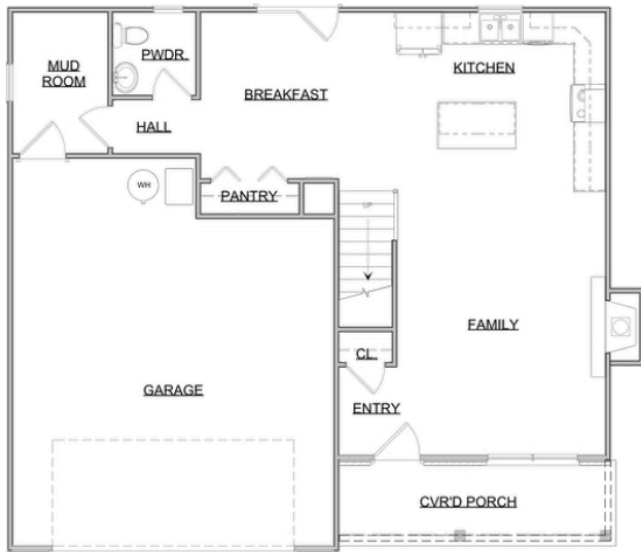 PWDR.
KITCHEN
MUD
ROOM
BREAKFAST
HALL
WH
PANTRY
UP
FAMILY
CL.
GARAGE
ENTRY
CVR'D PORCH